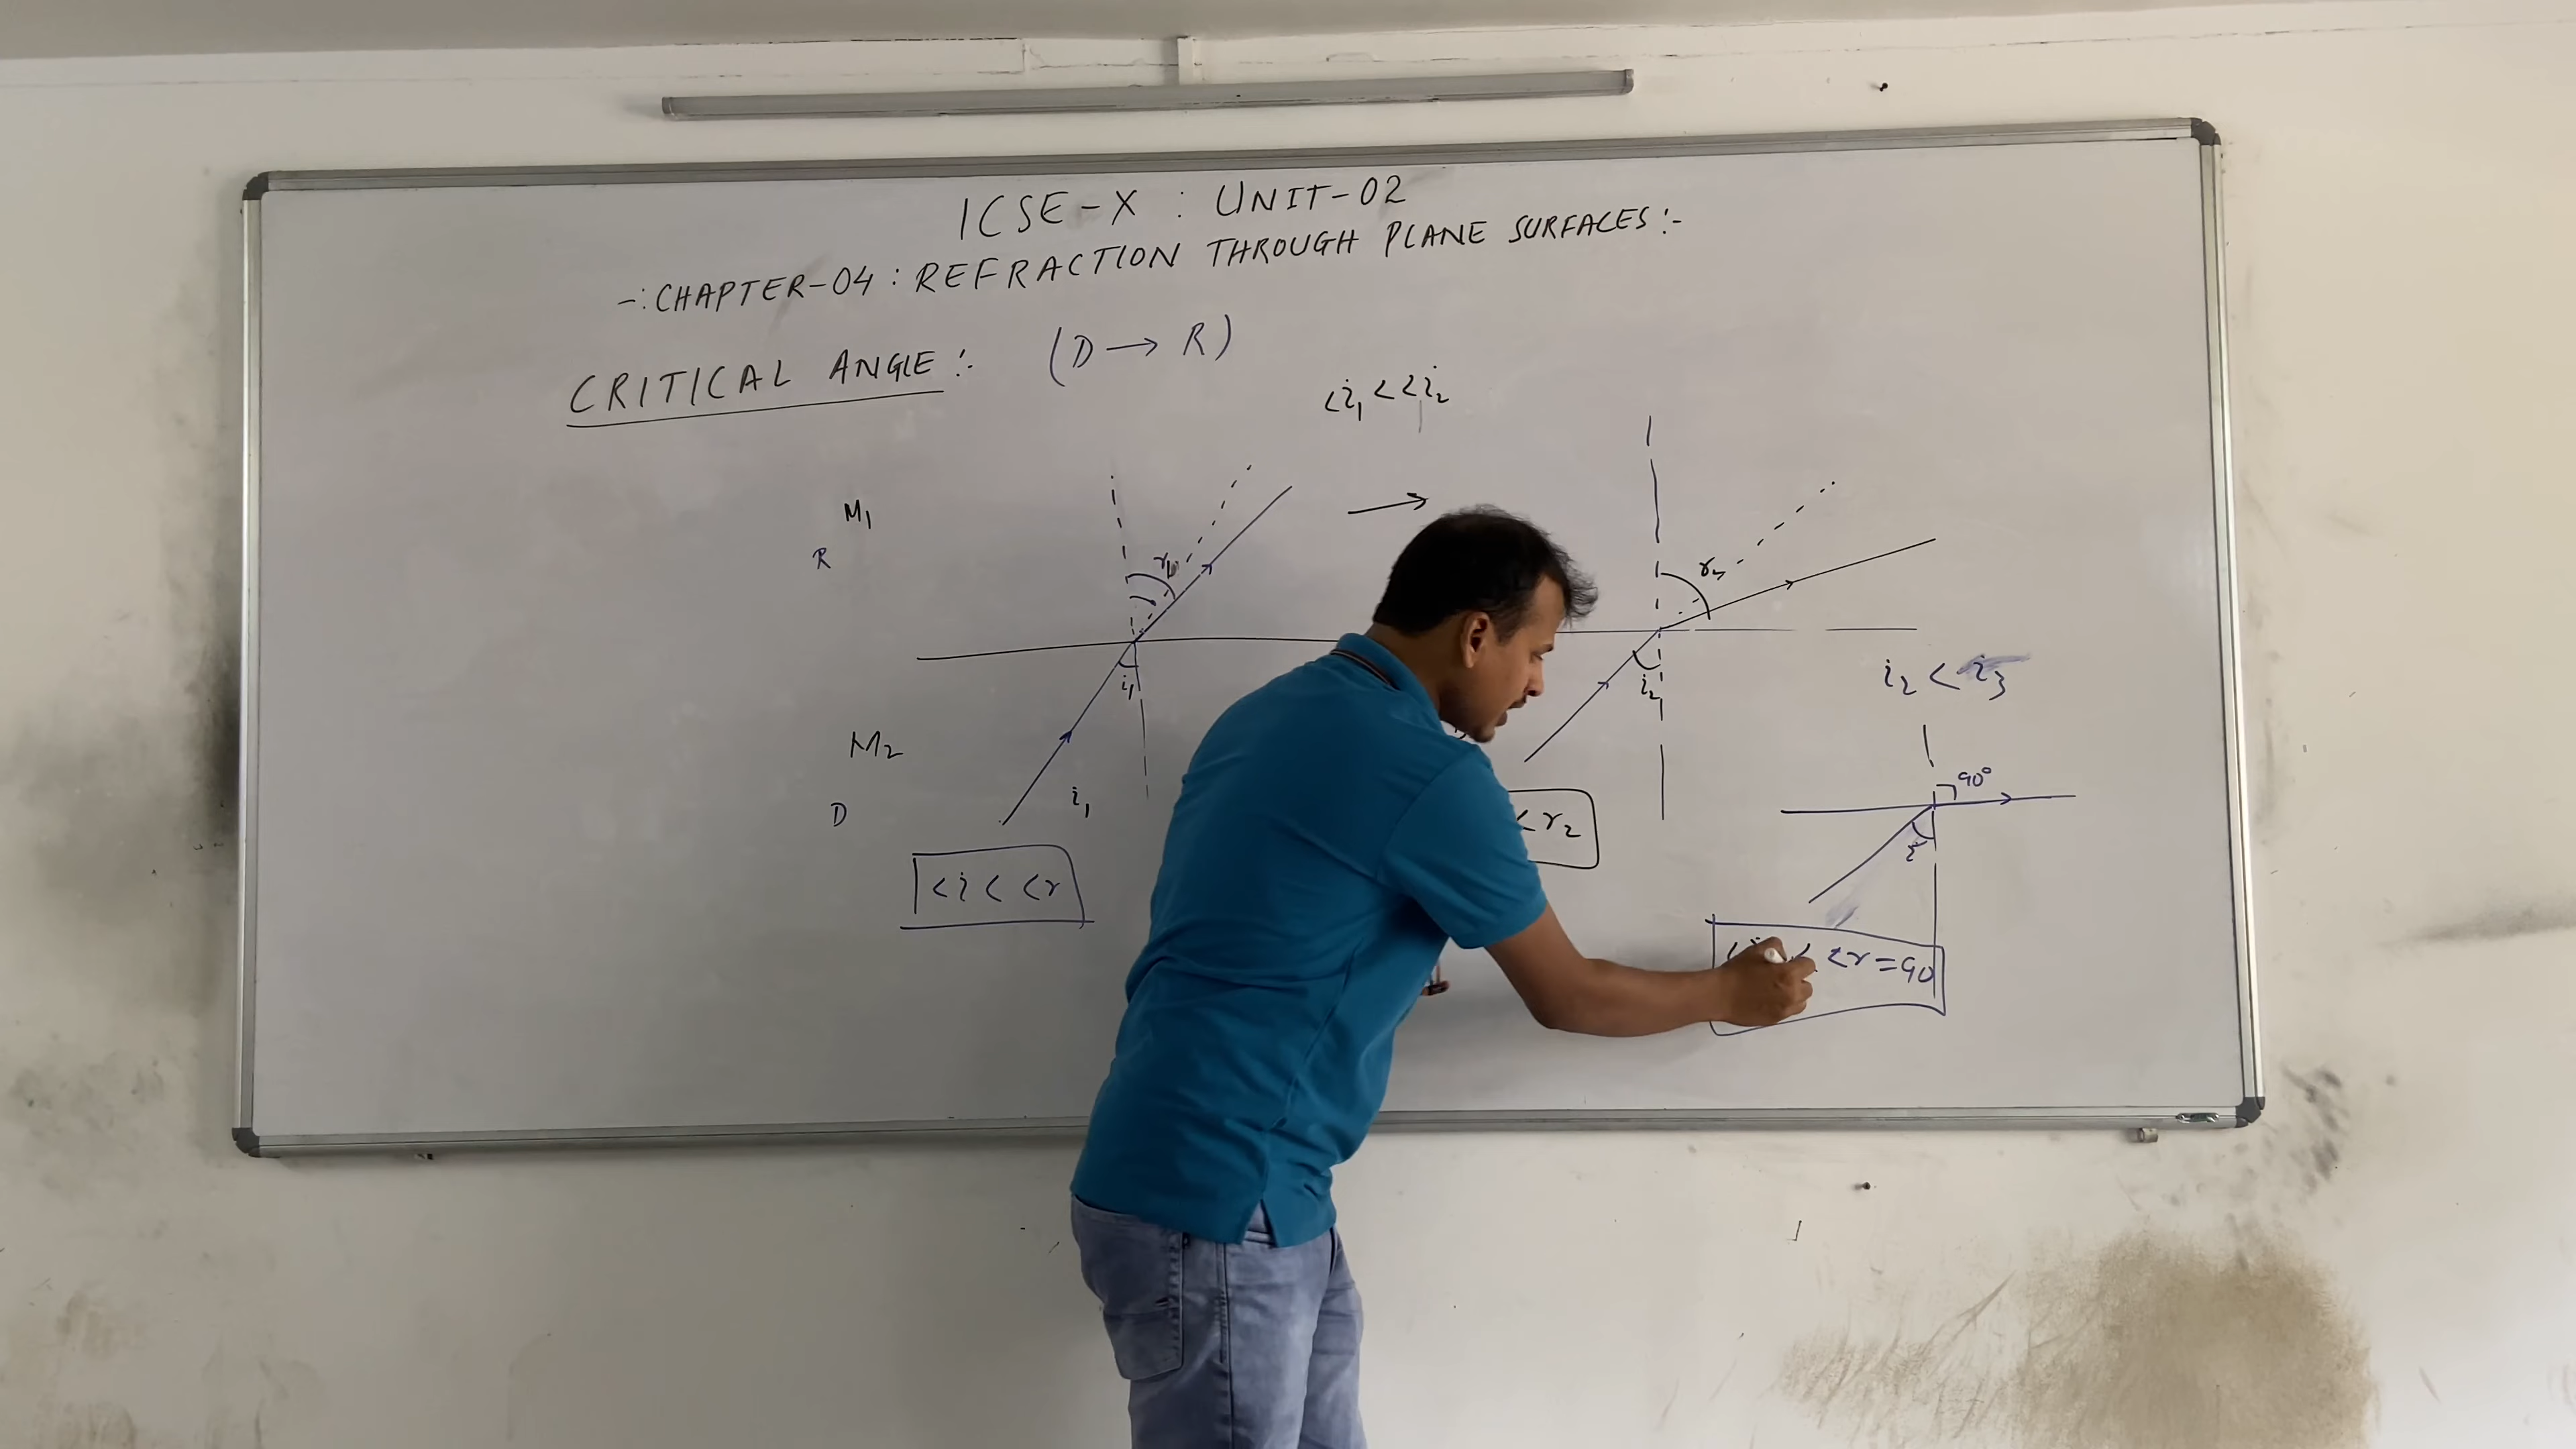 ICSE-X : UNIT-02
-:CHAPTER-04: REFRACTION THROUGH PLANE SURFACES:-
CRITICAL ANGLE:- (D → R)
<i₁ < <i₂
M₁
R
r₁
r₂
i₁
i₂
i₂ < i₃
M₂
D
i₁
90°
i
<i < <r
< r₂
< <r = 90